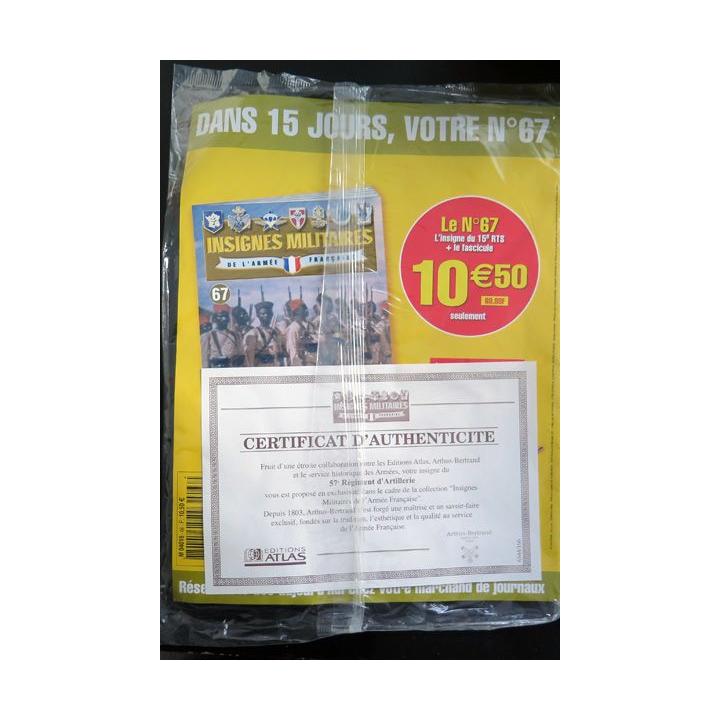 DANS 15 JOURS, VOTRE N°67
INSIGNES MILITAIRES
DE L'ARMÉE FRANÇAISE
67
Le N°67
L'insigne du 15e RTS
+ le fascicule
10€50
seulement
INSIGNES MILITAIRES
CERTIFICAT D'AUTHENTICITE
Fruit d'une étroite collaboration entre les Editions Atlas, Arthus-Bertrand
et le service historique des Armées, votre insigne du
57e Régiment d'Artillerie
vous est proposé en exclusivité dans le cadre de la collection "Insignes
Militaires de l'Armée Française".
Depuis 1803, Arthus-Bertrand s'est forgé une maîtrise et un savoir-faire
exclusif, fondés sur la tradition, l'esthétique et la qualité au service
de l'Armée Française.
EDITIONS
ATLAS
Arthus-Bertrand
aujourd'hui chez votre marchand de journaux